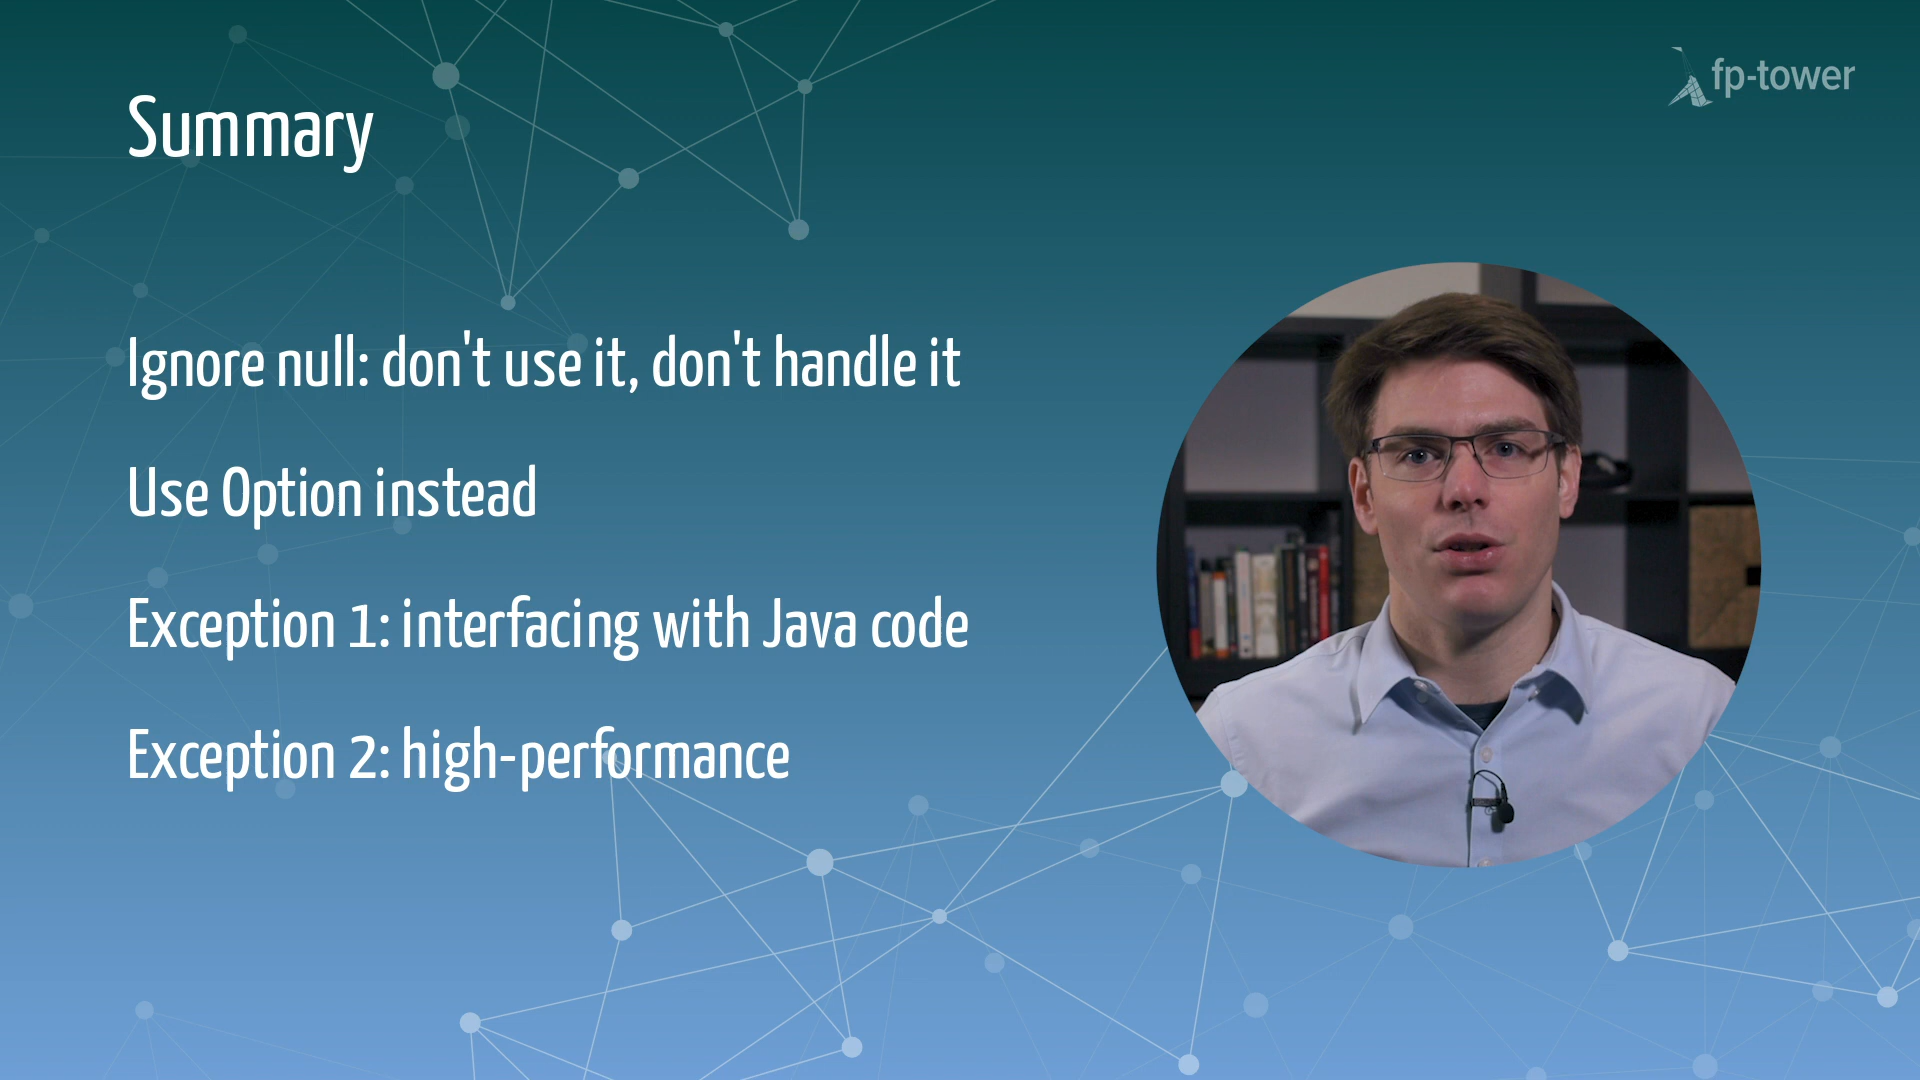 fp-tower
Summary
Ignore null: don't use it, don't handle it
Use Option instead
Exception 1: interfacing with Java code
Exception 2: high-performance